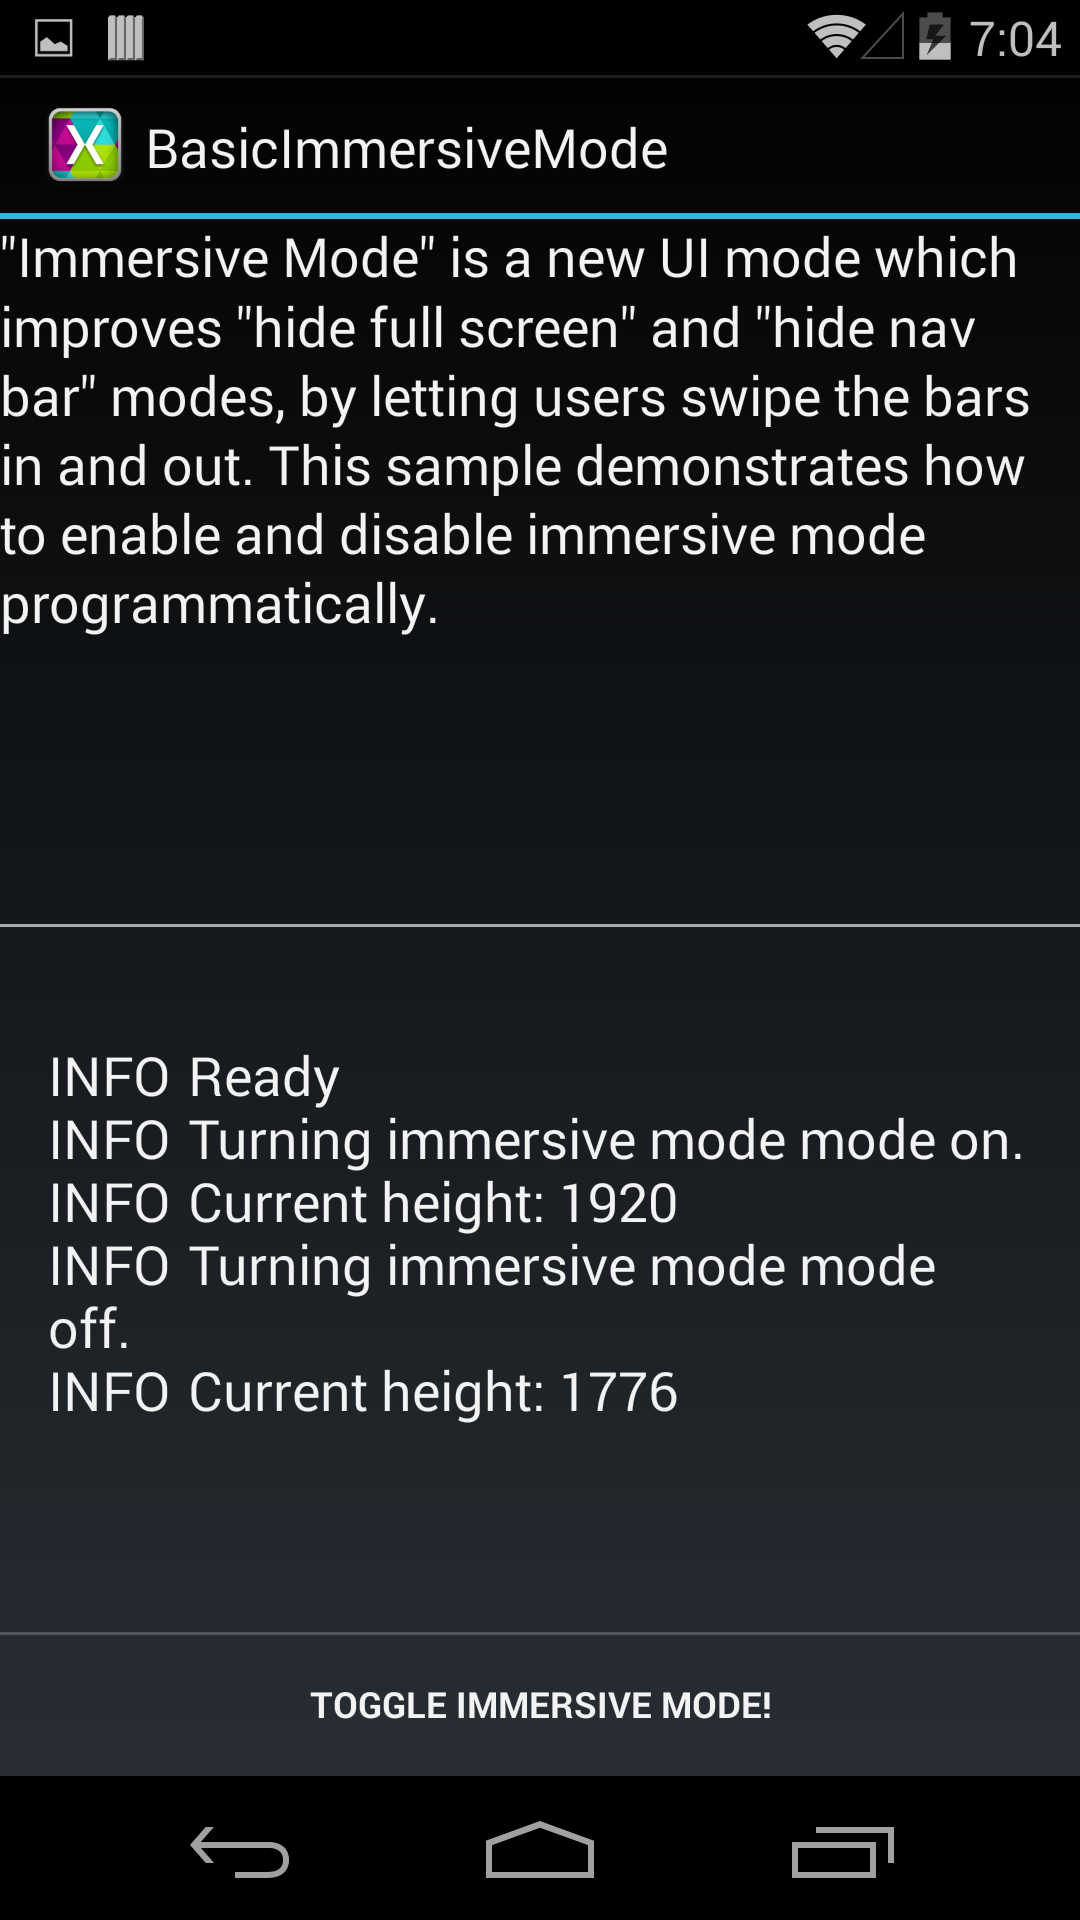 7:04
X BasicImmersiveMode
"Immersive Mode" is a new UI mode which
improves "hide full screen" and "hide nav
bar" modes, by letting users swipe the bars
in and out. This sample demonstrates how
to enable and disable immersive mode
programmatically.
INFO Ready
INFO Turning immersive mode mode on.
INFO Current height: 1920
INFO Turning immersive mode mode
off.
INFO Current height: 1776
TOGGLE IMMERSIVE MODE!